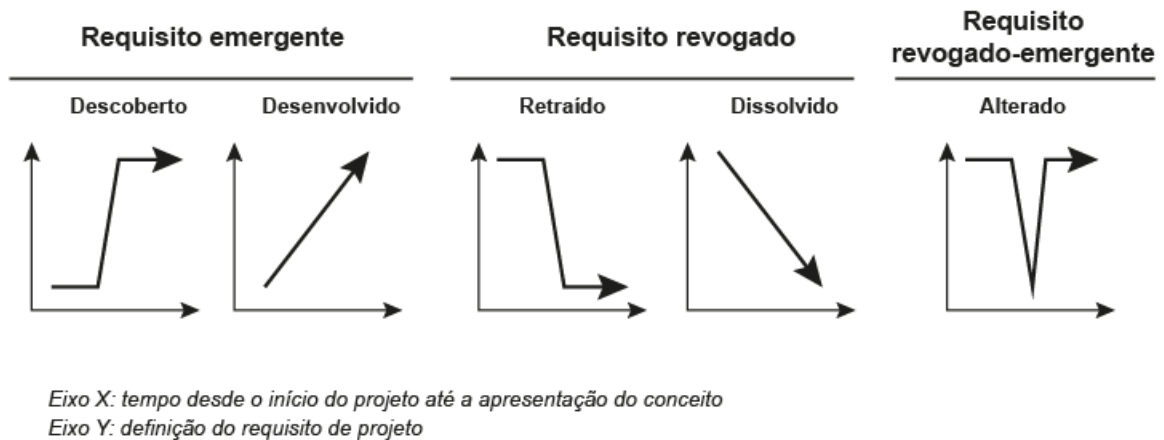 Requisito emergente
Requisito revogado
Requisito
revogado-emergente
Descoberto
Desenvolvido
Retraído
Dissolvido
Alterado
Eixo X: tempo desde o início do projeto até a apresentação do conceito
Eixo Y: definição do requisito de projeto